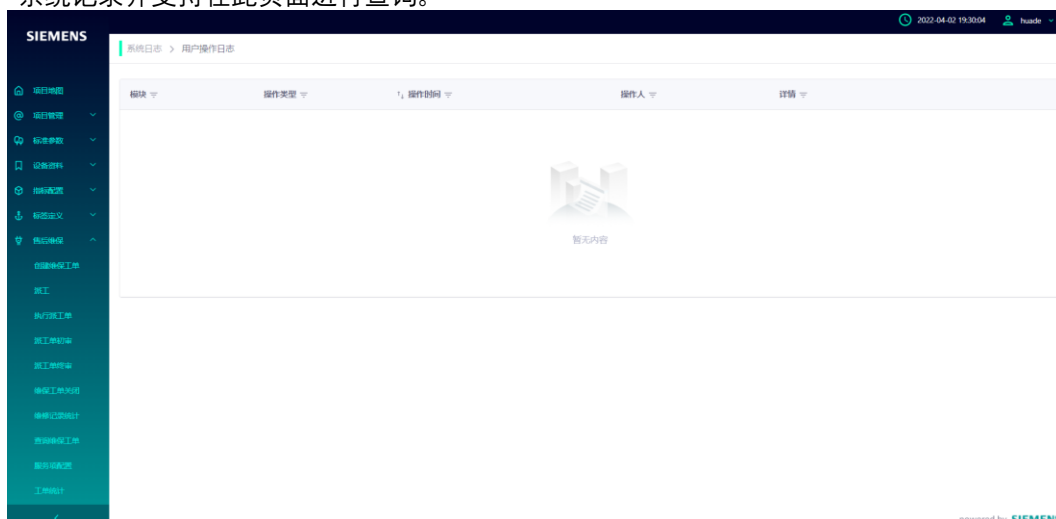 系统记录并支持在此页面进行查询。
2022-04-02 19:30:04 huade
SIEMENS
系统日志 > 用户操作日志
项目地图
模块 操作类型 操作时间 操作人 详情
项目管理
标准参数
设备资料
指标配置
标签定义
售后维保
暂无内容
创建维保工单
派工
执行派工单
派工单初审
派工单终审
维保工单关闭
维修记录统计
查询维保工单
服务项配置
工单统计
powered by SIEMENS